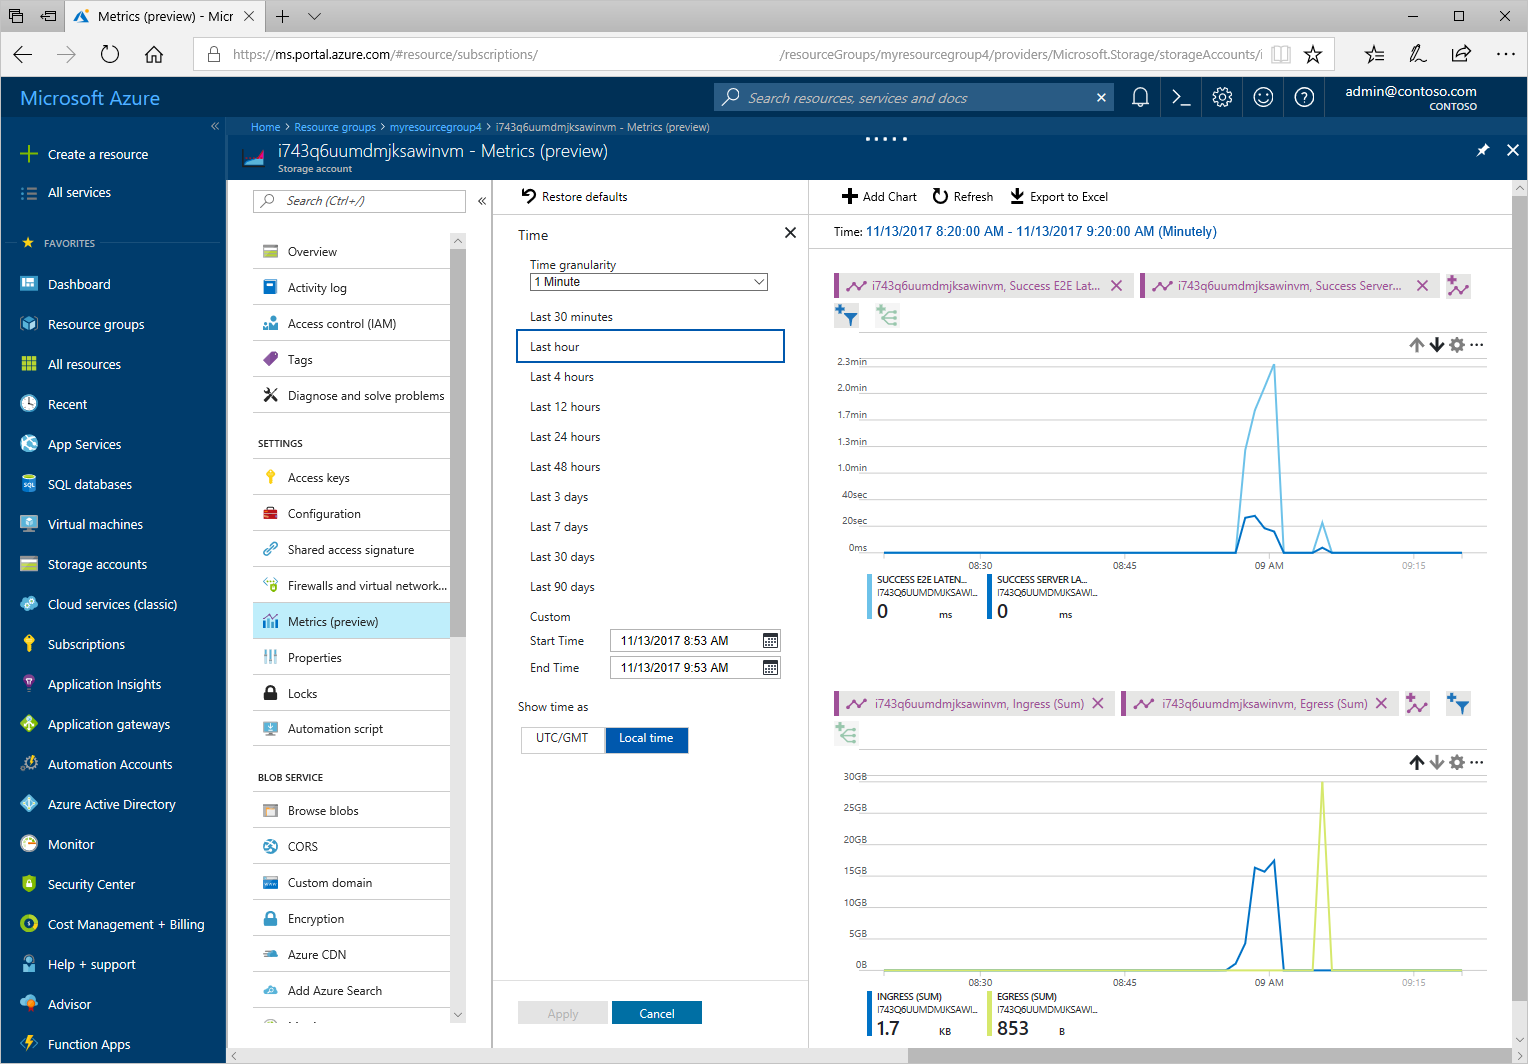 Metrics (preview) - Micr
https://ms.portal.azure.com/#resource/subscriptions/ /resourceGroups/myresourcegroup4/providers/Microsoft.Storage/storageAccounts/i
Microsoft Azure
Search resources, services and docs
admin@contoso.com
CONTOSO
Home > Resource groups > myresourcegroup4 > i743q6uumdmjksawinvm - Metrics (preview)
i743q6uumdmjksawinvm - Metrics (preview)
Storage account
Create a resource
All services
FAVORITES
Dashboard
Resource groups
All resources
Recent
App Services
SQL databases
Virtual machines
Storage accounts
Cloud services (classic)
Subscriptions
Application Insights
Application gateways
Automation Accounts
Azure Active Directory
Monitor
Security Center
Cost Management + Billing
Help + support
Advisor
Function Apps
Search (Ctrl+/)
Overview
Activity log
Access control (IAM)
Tags
Diagnose and solve problems
SETTINGS
Access keys
Configuration
Shared access signature
Firewalls and virtual network...
Metrics (preview)
Properties
Locks
Automation script
BLOB SERVICE
Browse blobs
CORS
Custom domain
Encryption
Azure CDN
Add Azure Search
Restore defaults
Time
Time granularity
1 Minute
Last 30 minutes
Last hour
Last 4 hours
Last 12 hours
Last 24 hours
Last 48 hours
Last 3 days
Last 7 days
Last 30 days
Last 90 days
Custom
Start Time 11/13/2017 8:53 AM
End Time 11/13/2017 9:53 AM
Show time as
UTC/GMT Local time
Apply Cancel
Add Chart Refresh Export to Excel
Time: 11/13/2017 8:20:00 AM - 11/13/2017 9:20:00 AM (Minutely)
i743q6uumdmjksawinvm, Success E2E Lat... i743q6uumdmjksawinvm, Success Server...
2.3min
2.0min
1.7min
1.3min
1.0min
40sec
20sec
0ms
08:30 08:45 09 AM 09:15
SUCCESS E2E LATEN... SUCCESS SERVER LA...
I743Q6UUMDMJKSAWI... I743Q6UUMDMJKSAWI...
0 ms 0 ms
i743q6uumdmjksawinvm, Ingress (Sum) i743q6uumdmjksawinvm, Egress (Sum)
30GB
25GB
20GB
15GB
10GB
5GB
0B
08:30 08:45 09 AM 09:15
INGRESS (SUM) EGRESS (SUM)
I743Q6UUMDMJKSAWI... I743Q6UUMDMJKSAWI...
1.7 KB 853 B